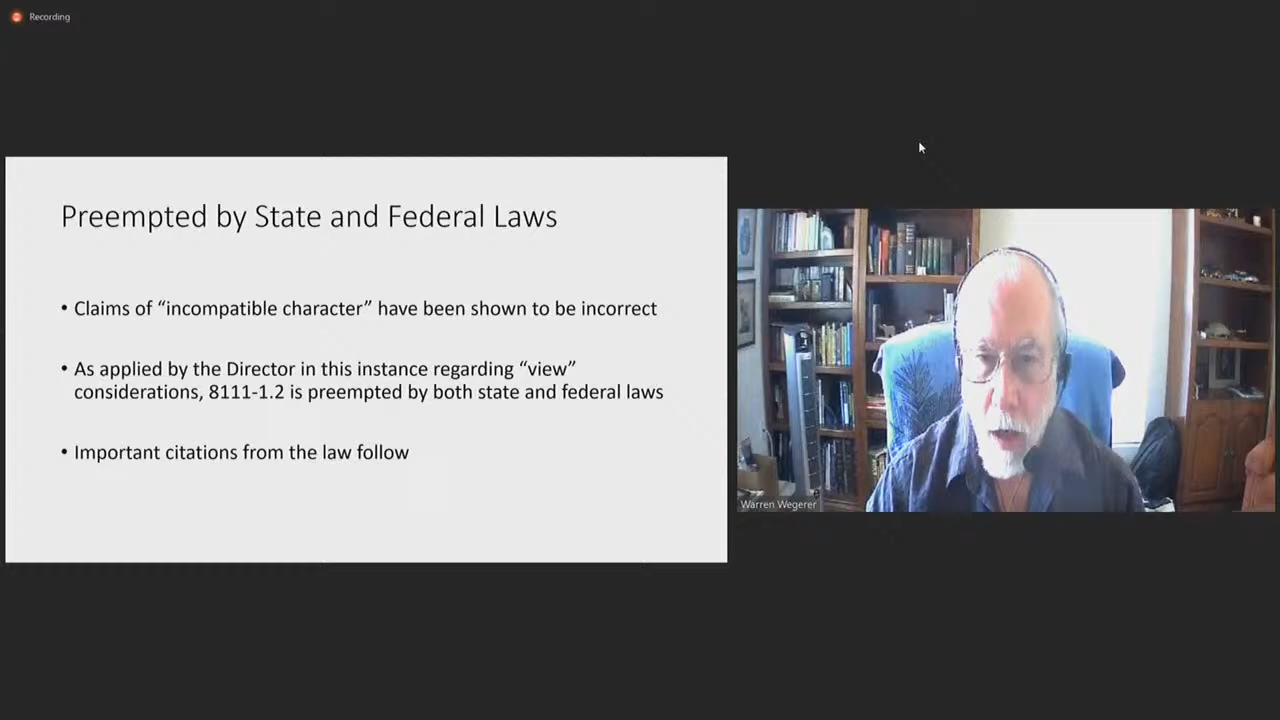 Recording
Preempted by State and Federal Laws
• Claims of “incompatible character” have been shown to be incorrect
• As applied by the Director in this instance regarding “view”
considerations, 8111-1.2 is preempted by both state and federal laws
• Important citations from the law follow
Warren Wegerer